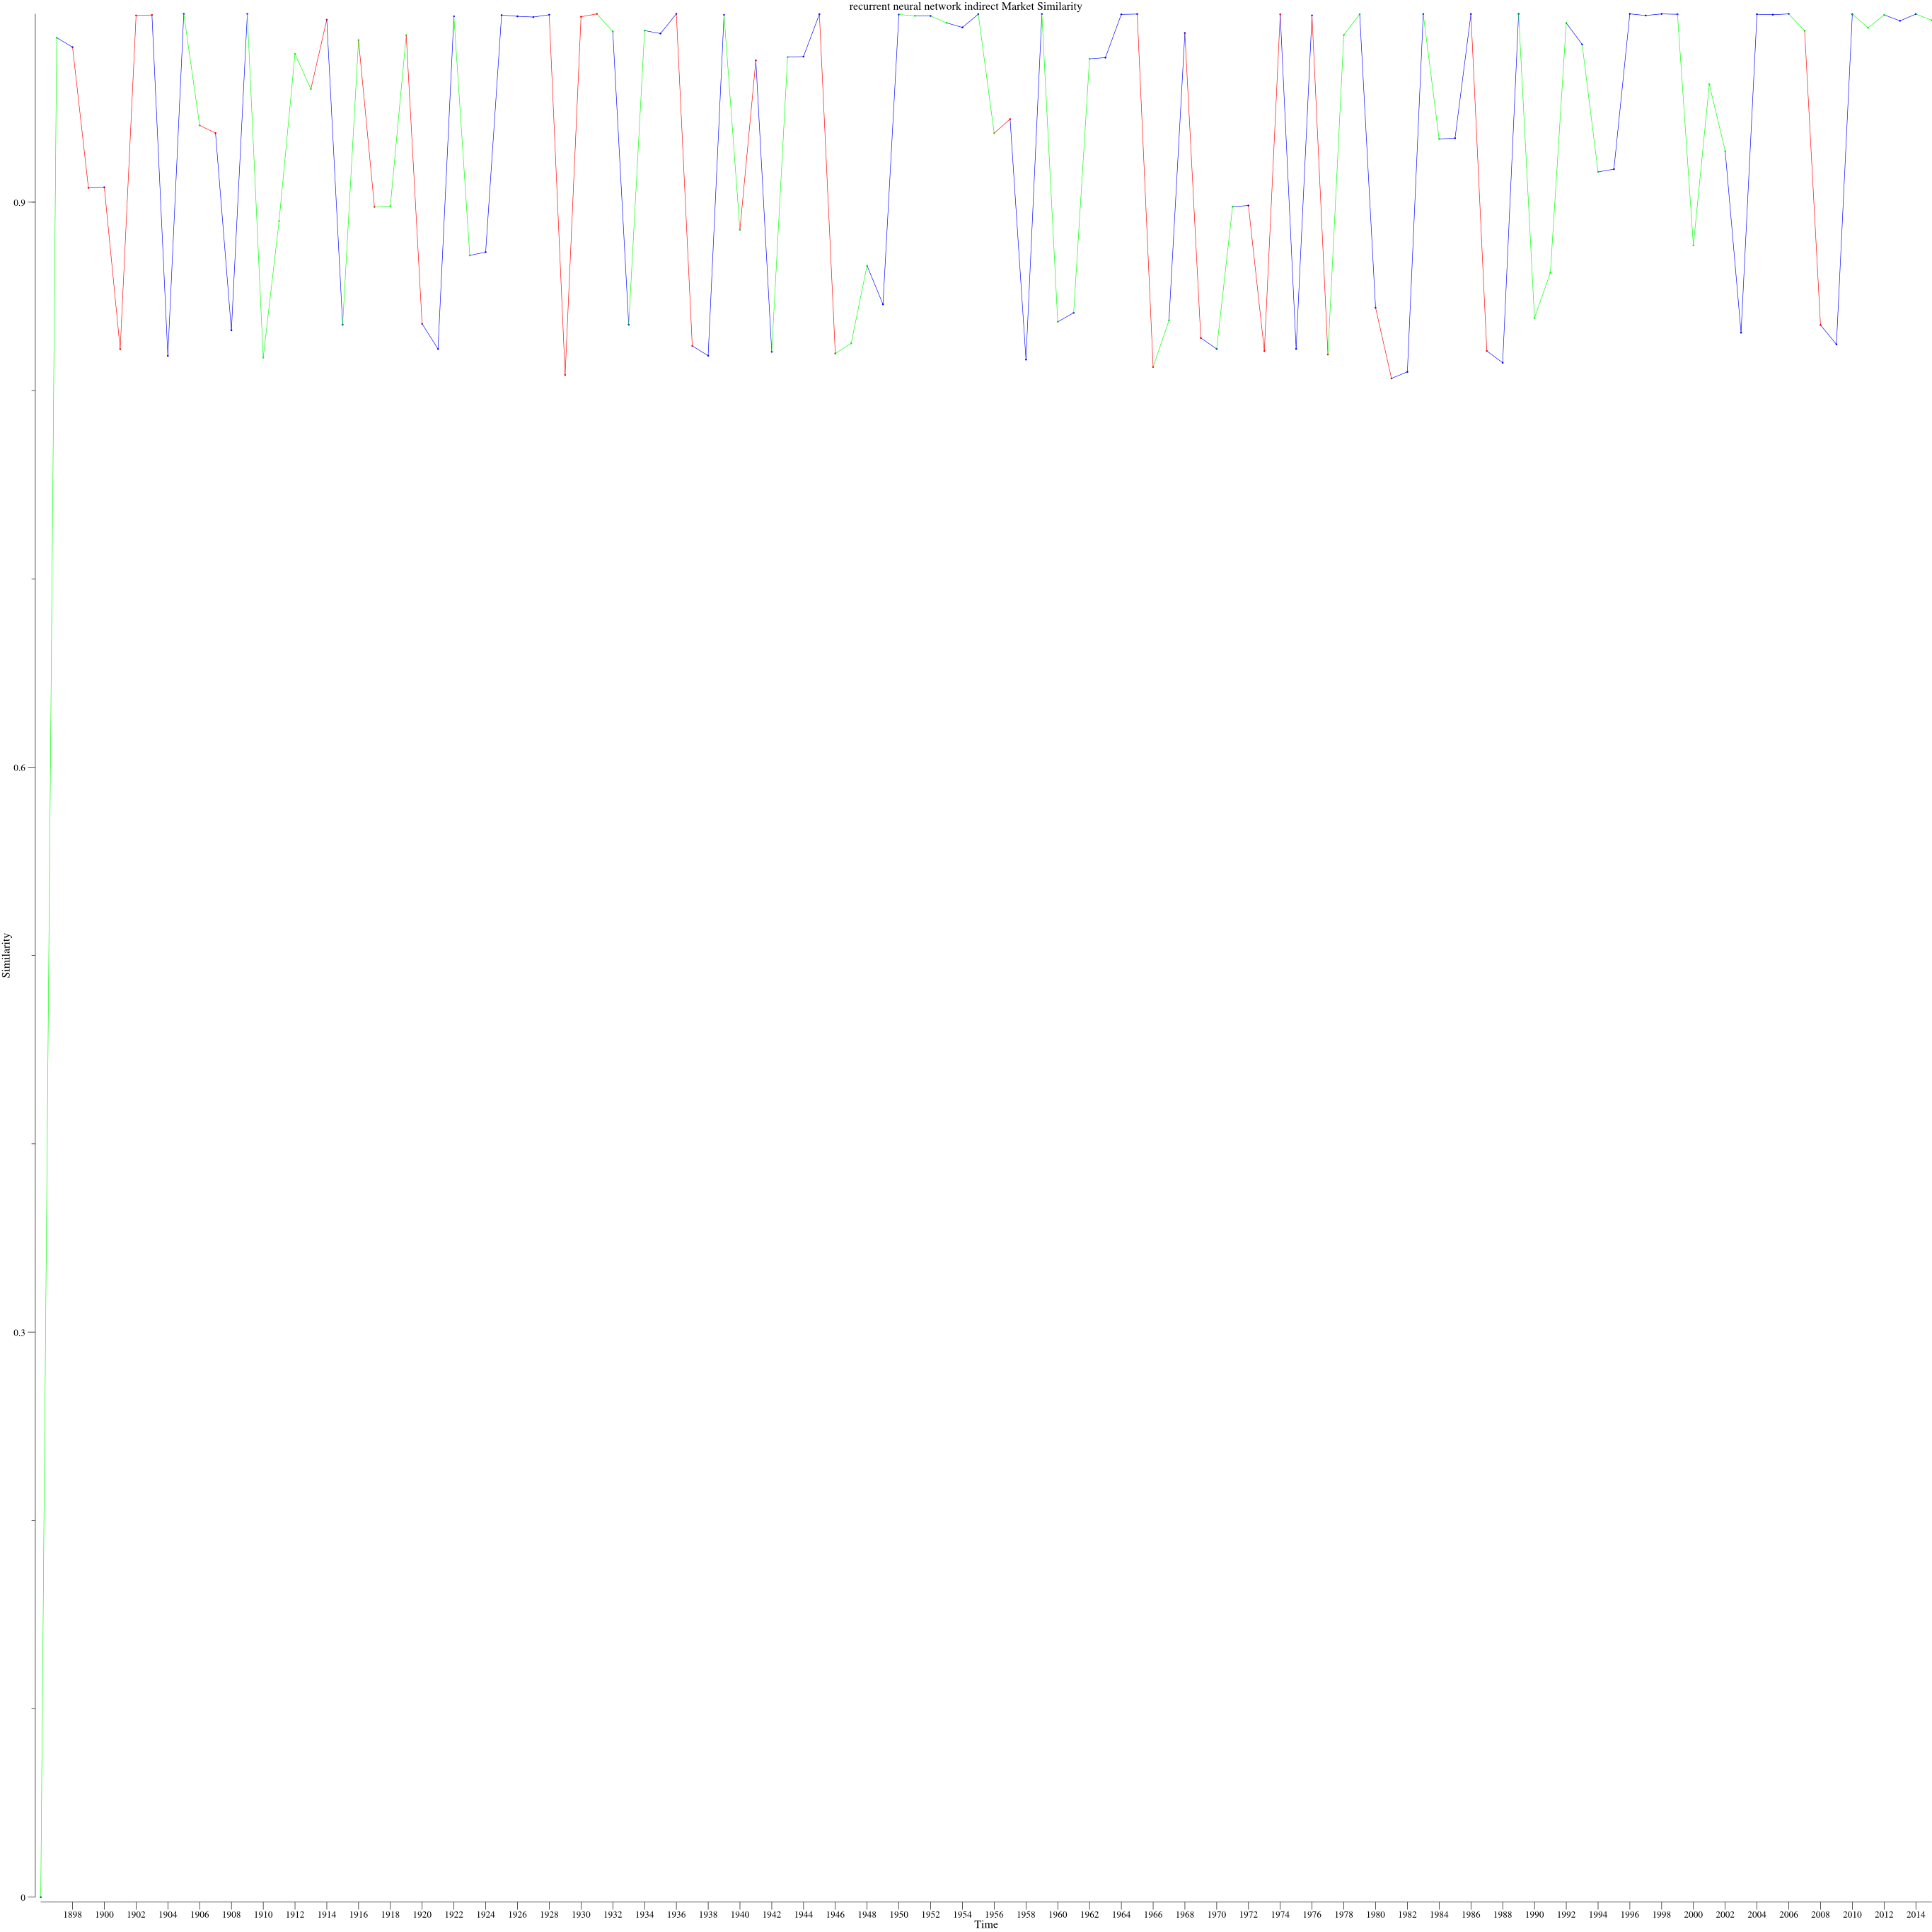 recurrent neural network indirect Market Similarity
0.9
0.6
Similarity
0.3
0
1898 1900 1902 1904 1906 1908 1910 1912 1914 1916 1918 1920 1922 1924 1926 1928 1930 1932 1934 1936 1938 1940 1942 1944 1946 1948 1950 1952 1954 1956 1958 1960 1962 1964 1966 1968 1970 1972 1974 1976 1978 1980 1982 1984 1986 1988 1990 1992 1994 1996 1998 2000 2002 2004 2006 2008 2010 2012 2014
Time